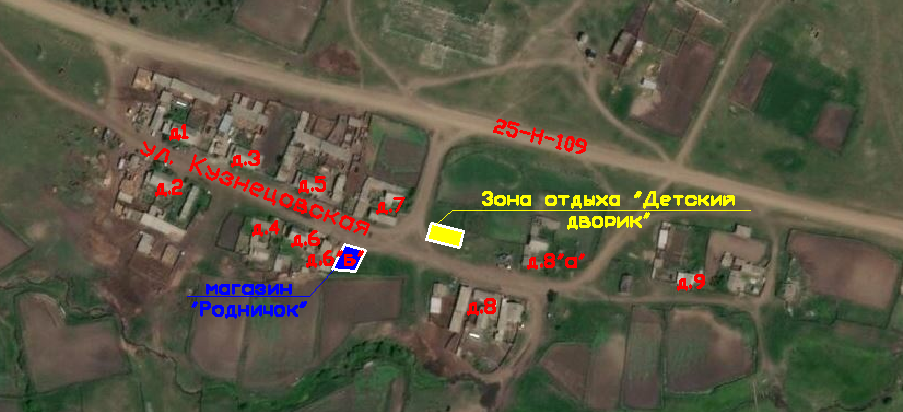 25-Н-109
д1
ул. Кузнецовская
д.3
д.5
д.7
д.2
д.4
д.6
д.6"в"
Зона отдыха "Детский
дворик"
д.8"а"
д.9
д.8
магазин
"Родничок"